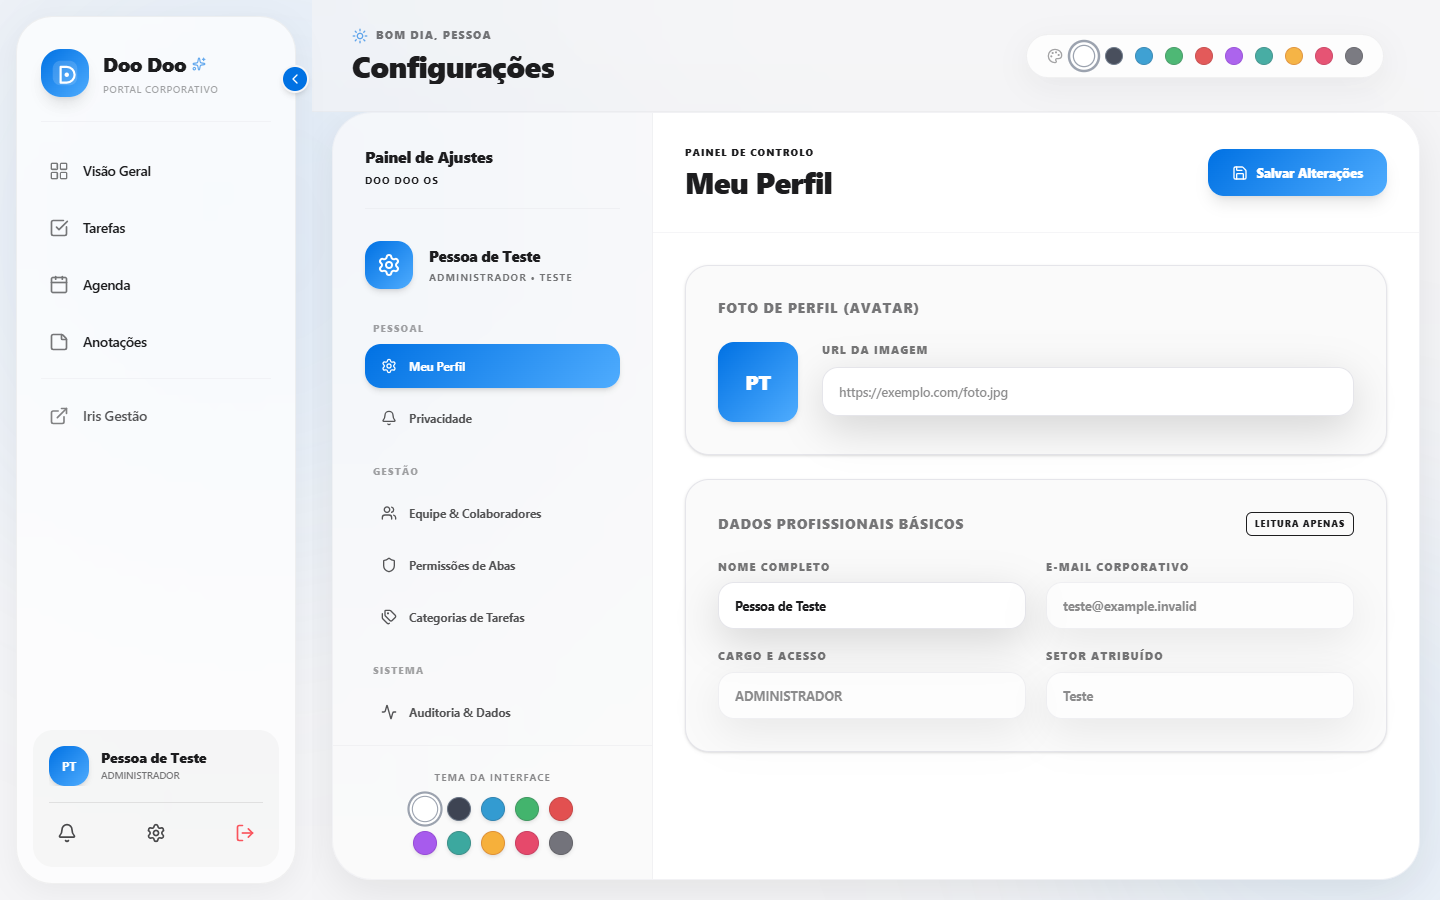 Doo Doo
PORTAL CORPORATIVO
Visão Geral
Tarefas
Agenda
Anotações
Iris Gestão
PT
Pessoa de Teste
ADMINISTRADOR
BOM DIA, PESSOA
Configurações
Painel de Ajustes
DOO DOO OS
Pessoa de Teste
ADMINISTRADOR • TESTE
PESSOAL
Meu Perfil
Privacidade
GESTÃO
Equipe & Colaboradores
Permissões de Abas
Categorias de Tarefas
SISTEMA
Auditoria & Dados
TEMA DA INTERFACE
PAINEL DE CONTROLO
Meu Perfil
Salvar Alterações
FOTO DE PERFIL (AVATAR)
PT
URL DA IMAGEM
https://exemplo.com/foto.jpg
DADOS PROFISSIONAIS BÁSICOS
LEITURA APENAS
NOME COMPLETO
Pessoa de Teste
E-MAIL CORPORATIVO
teste@example.invalid
CARGO E ACESSO
ADMINISTRADOR
SETOR ATRIBUÍDO
Teste